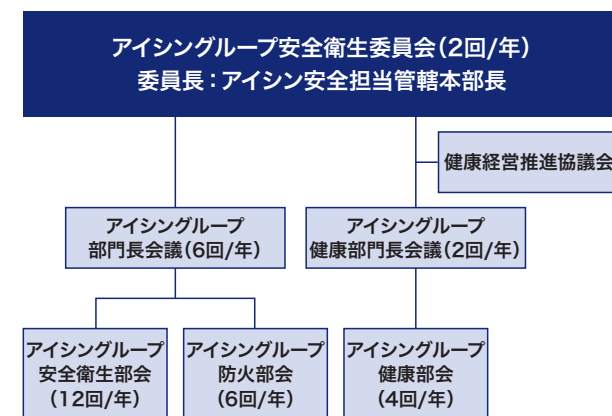 アイシングループ安全衛生委員会(2回/年)
委員長：アイシン安全担当管轄本部長
健康経営推進協議会
アイシングループ
部門長会議(6回/年)
アイシングループ
健康部門長会議(2回/年)
アイシングループ
安全衛生部会
(12回/年)
アイシングループ
防火部会
(6回/年)
アイシングループ
健康部会
(4回/年)